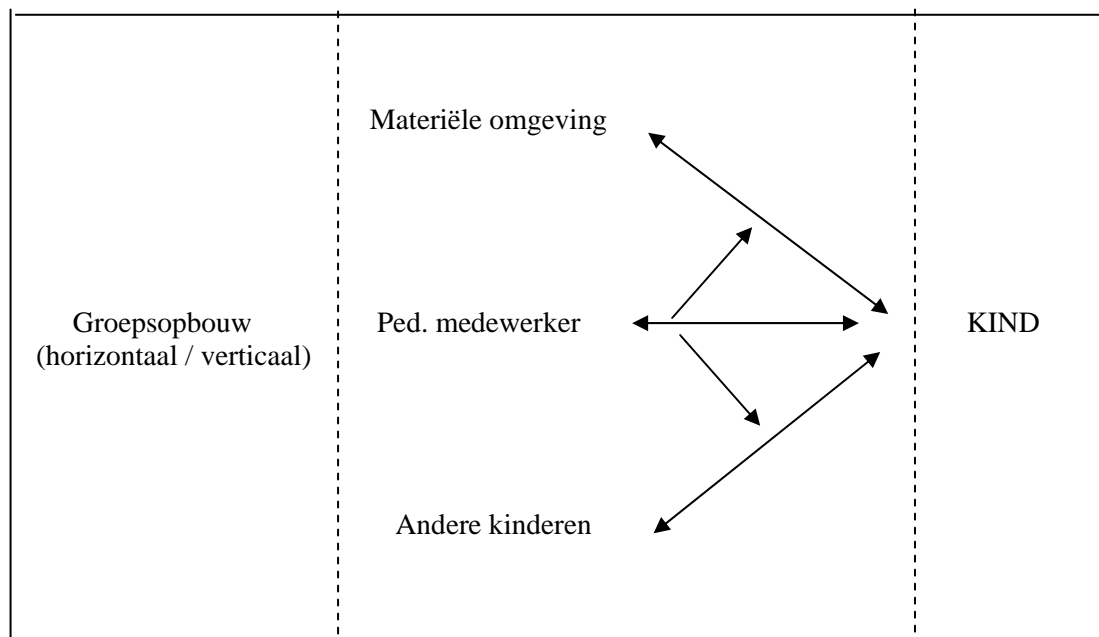 Materiële omgeving
Groepsopbouw
(horizontaal / verticaal)
Ped. medewerker
KIND
Andere kinderen